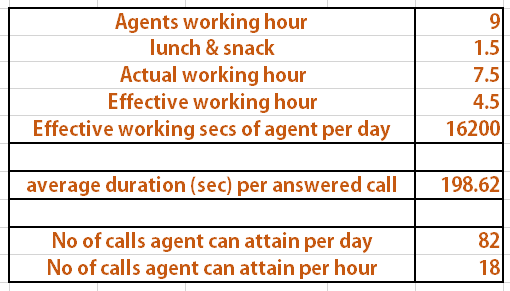 Agents working hour 9
lunch & snack 1.5
Actual working hour 7.5
Effective working hour 4.5
Effective working secs of agent per day 16200
average duration (sec) per answered call 198.62
No of calls agent can attain per day 82
No of calls agent can attain per hour 18